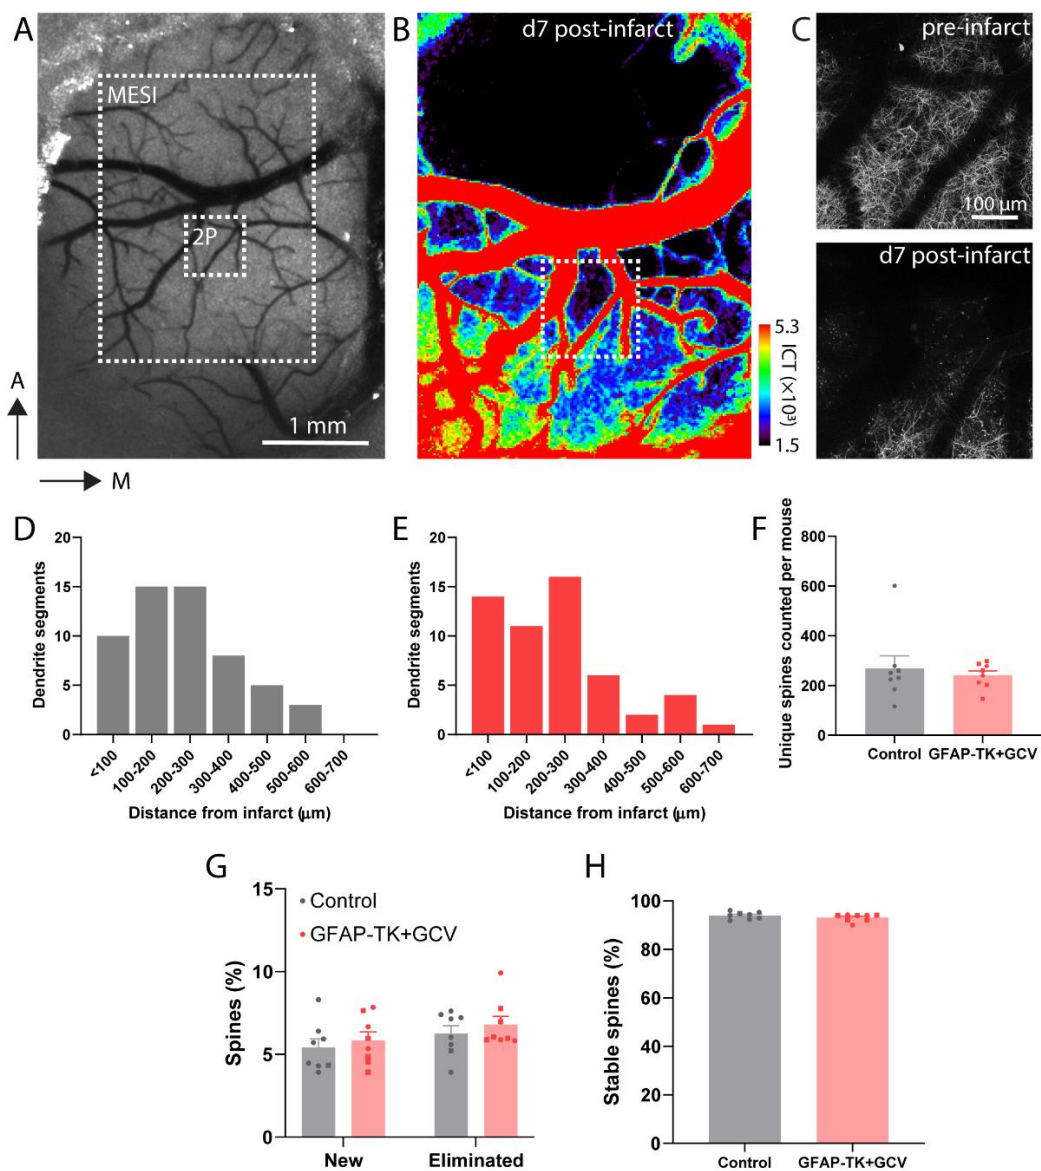 A
MESI
2P
A
M
1 mm
B
d7 post-infarct
5.3
ICT (×10³)
1.5
C
pre-infarct
100 µm
d7 post-infarct
D
Dendrite segments
20
15
10
5
0
<100
100-200
200-300
300-400
400-500
500-600
600-700
Distance from infarct (µm)
E
Dendrite segments
20
15
10
5
0
<100
100-200
200-300
300-400
400-500
500-600
600-700
Distance from infarct (µm)
F
Unique spines counted per mouse
800
600
400
200
0
Control
GFAP-TK+GCV
G
Spines (%)
15
10
5
0
Control
GFAP-TK+GCV
New
Eliminated
H
Stable spines (%)
100
80
60
40
20
0
Control
GFAP-TK+GCV